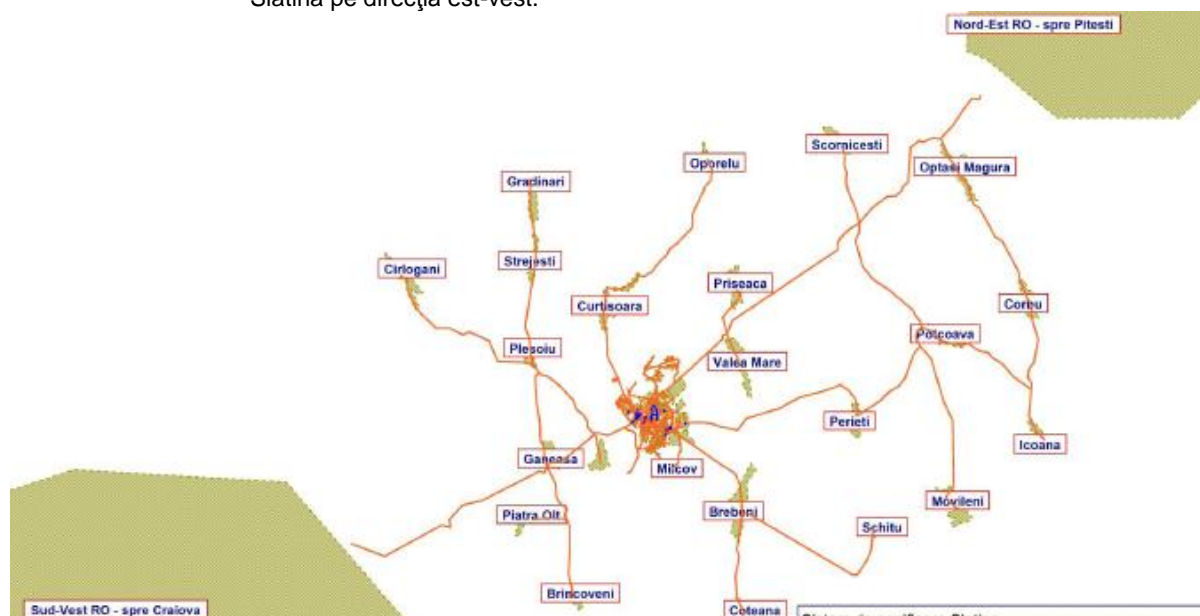 Slatina pe direcţia est-vest.
Nord-Est RO - spre Pitesti
Scornicesti
Oporelu
Optasi Magura
Gradinari
Strejesti
Cirlogani
Priseaca
Curtisoara
Corbu
Potcoava
Plesoiu
Valea Mare
Perieti
Icoana
Ganeasa
Milcov
Movileni
Piatra Olt
Brebeni
Schitu
Brincoveni
Sud-Vest RO - spre Craiova
Coteana